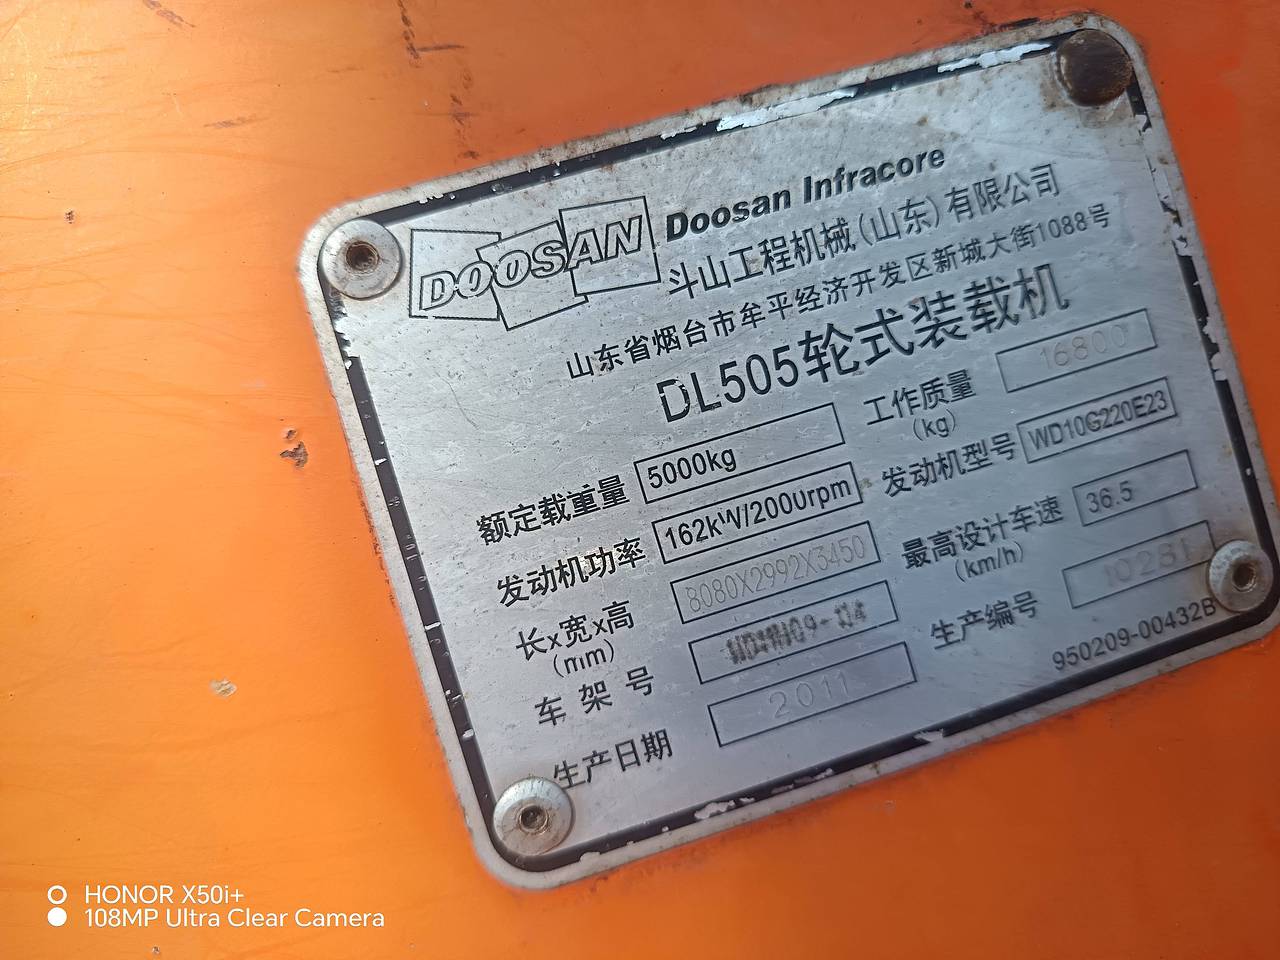 DOOSAN
Doosan Infracore
斗山工程机械(山东)有限公司
山东省烟台市牟平经济开发区新城大街1088号
DL505轮式装载机
额定载重量 5000kg
工作质量(kg) 16800
发动机功率 162kW/2000rpm
发动机型号 WD10G220E23
长x宽x高(mm) 8080X2992X3450
最高设计车速(km/h) 36.5
车架号
生产编号 10281
生产日期 2011
950209-00432B
HONOR X50i+
108MP Ultra Clear Camera